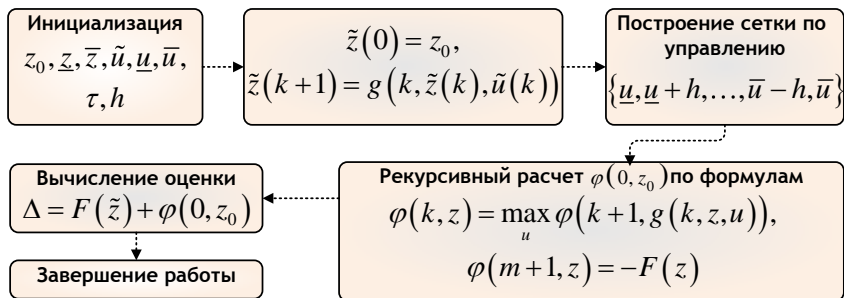 Инициализация
z₀, z̲, z̅, ũ, u̲, u̅,
τ, h
z̃(0) = z₀,
z̃(k+1) = g(k, z̃(k), ũ(k))
Построение сетки по
управлению
{u̲, u̲ + h, …, u̅ − h, u̅}
Рекурсивный расчет φ(0, z₀) по формулам
φ(k, z) = max φ(k+1, g(k, z, u)),
u
φ(m+1, z) = −F(z)
Вычисление оценки
Δ = F(z̃) + φ(0, z₀)
Завершение работы